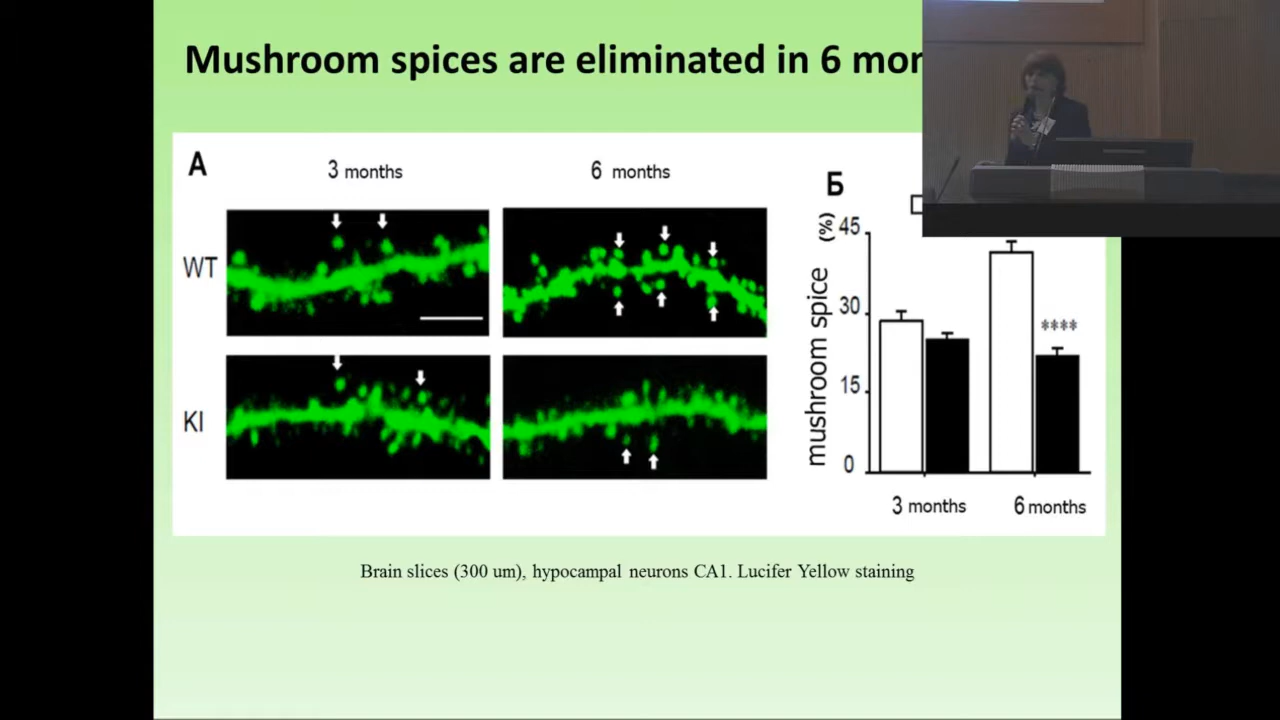 Mushroom spices are eliminated in 6 mon
A
3 months
6 months
Б
WT
KI
mushroom spice (%)
45
30
15
0
****
3 months
6 months
Brain slices (300 um), hypocampal neurons CA1. Lucifer Yellow staining